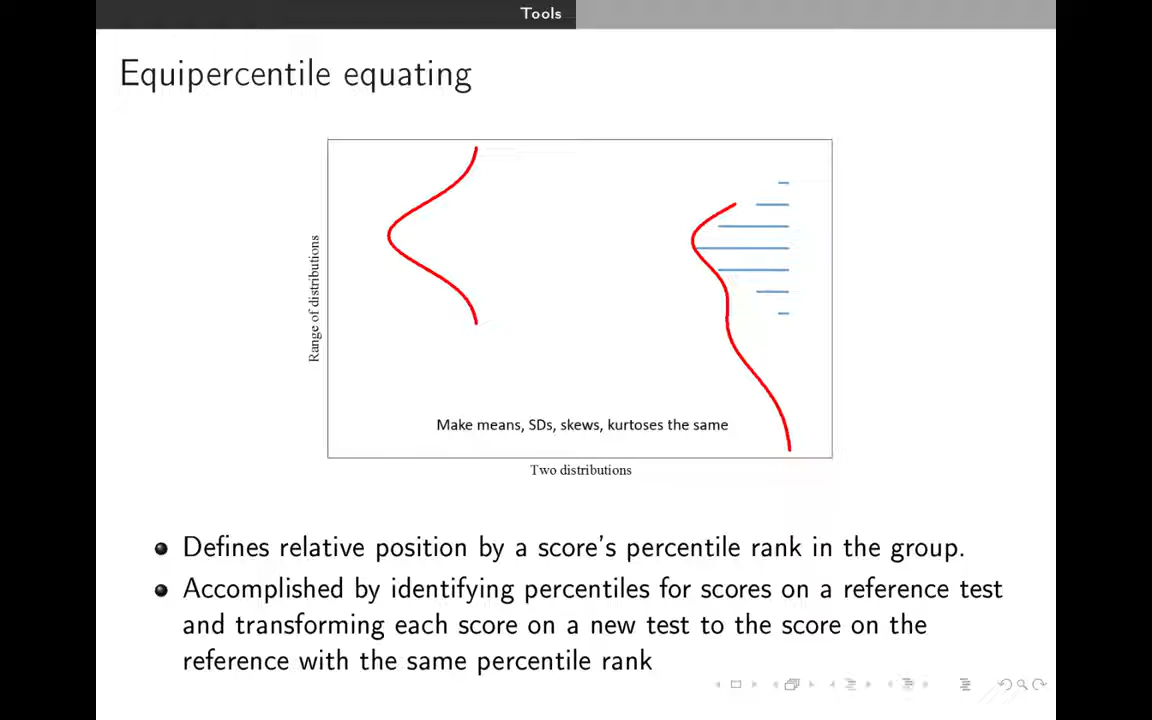 Tools
Equipercentile equating
Range of distributions
Make means, SDs, skews, kurtoses the same
Two distributions
Defines relative position by a score's percentile rank in the group.
Accomplished by identifying percentiles for scores on a reference test
and transforming each score on a new test to the score on the
reference with the same percentile rank